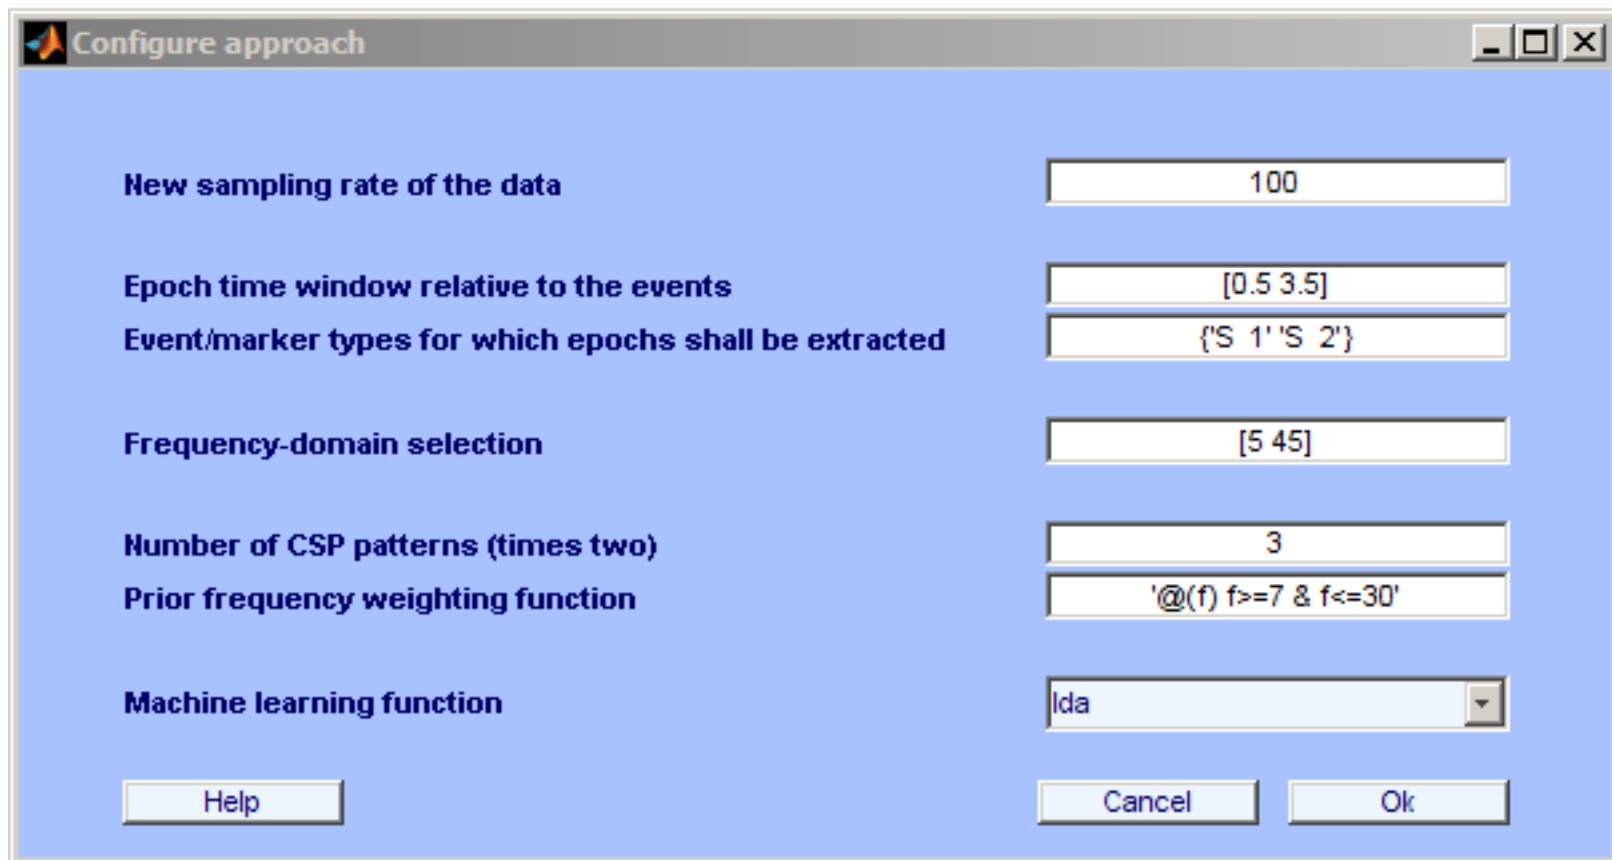 Configure approach
New sampling rate of the data 100
Epoch time window relative to the events [0.5 3.5]
Event/marker types for which epochs shall be extracted {'S  1' 'S  2'}
Frequency-domain selection [5 45]
Number of CSP patterns (times two) 3
Prior frequency weighting function '@(f) f>=7 & f<=30'
Machine learning function lda
Help Cancel Ok